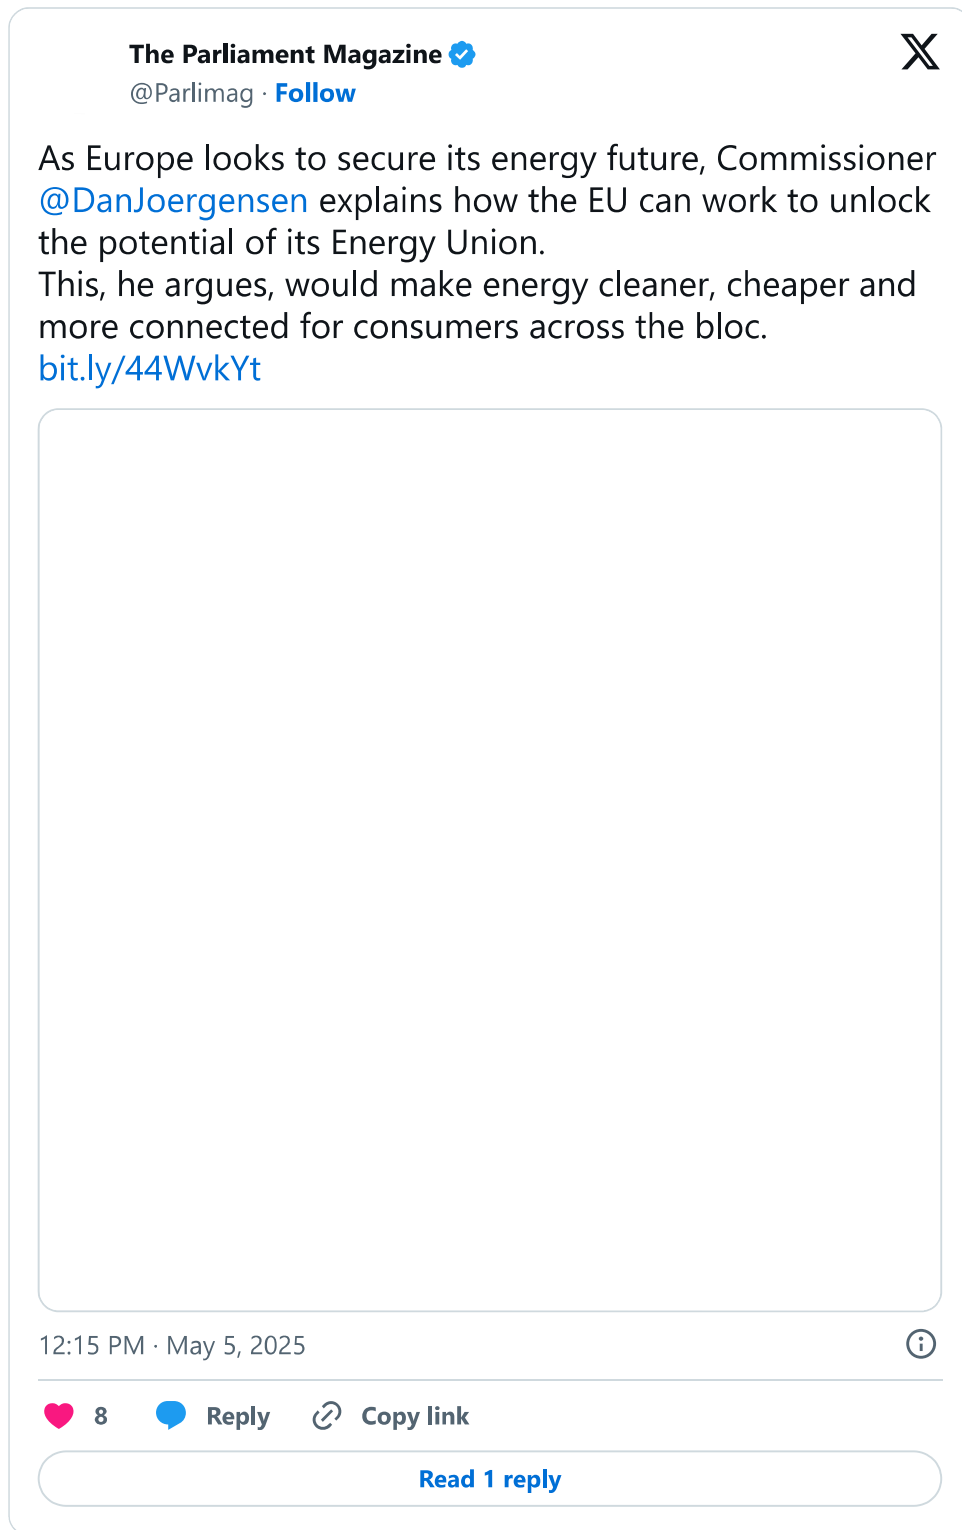 The Parliament Magazine
@Parlimag · Follow
As Europe looks to secure its energy future, Commissioner
@DanJoergensen explains how the EU can work to unlock
the potential of its Energy Union.
This, he argues, would make energy cleaner, cheaper and
more connected for consumers across the bloc.
bit.ly/44WvkYt
12:15 PM · May 5, 2025
8 Reply Copy link
Read 1 reply